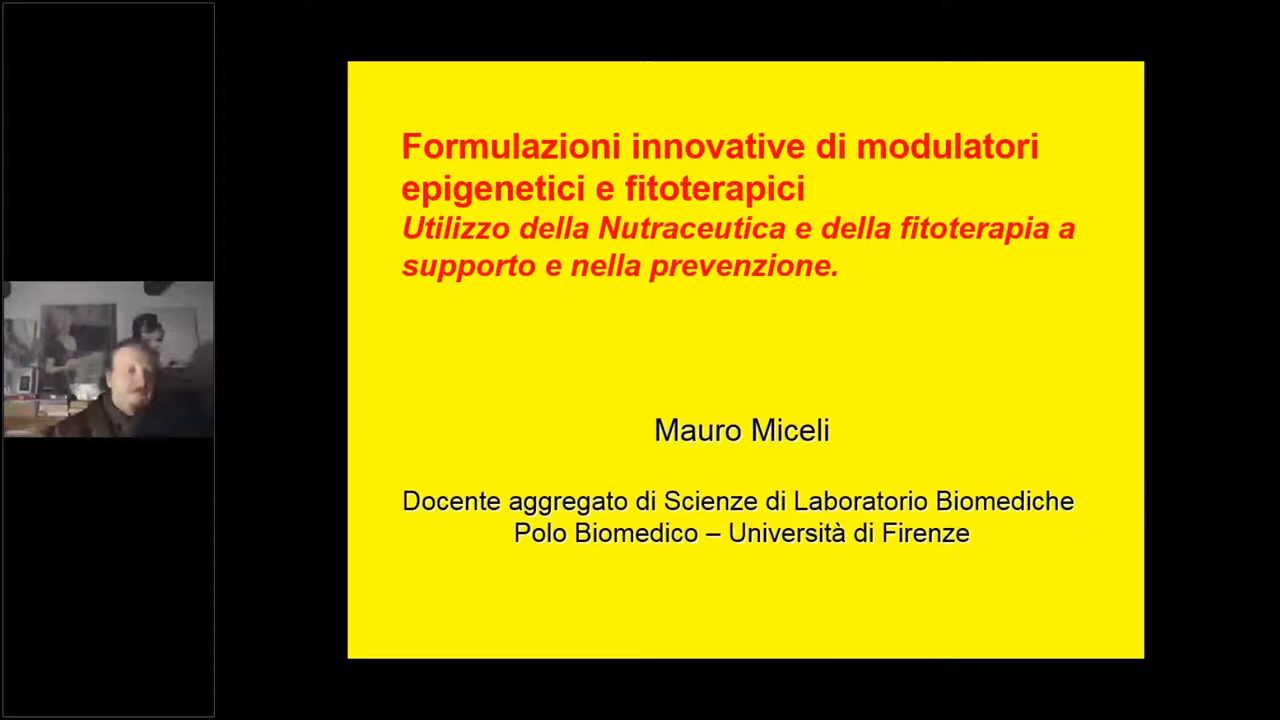 Formulazioni innovative di modulatori
epigenetici e fitoterapici
Utilizzo della Nutraceutica e della fitoterapia a
supporto e nella prevenzione.
Mauro Miceli
Docente aggregato di Scienze di Laboratorio Biomediche
Polo Biomedico – Università di Firenze